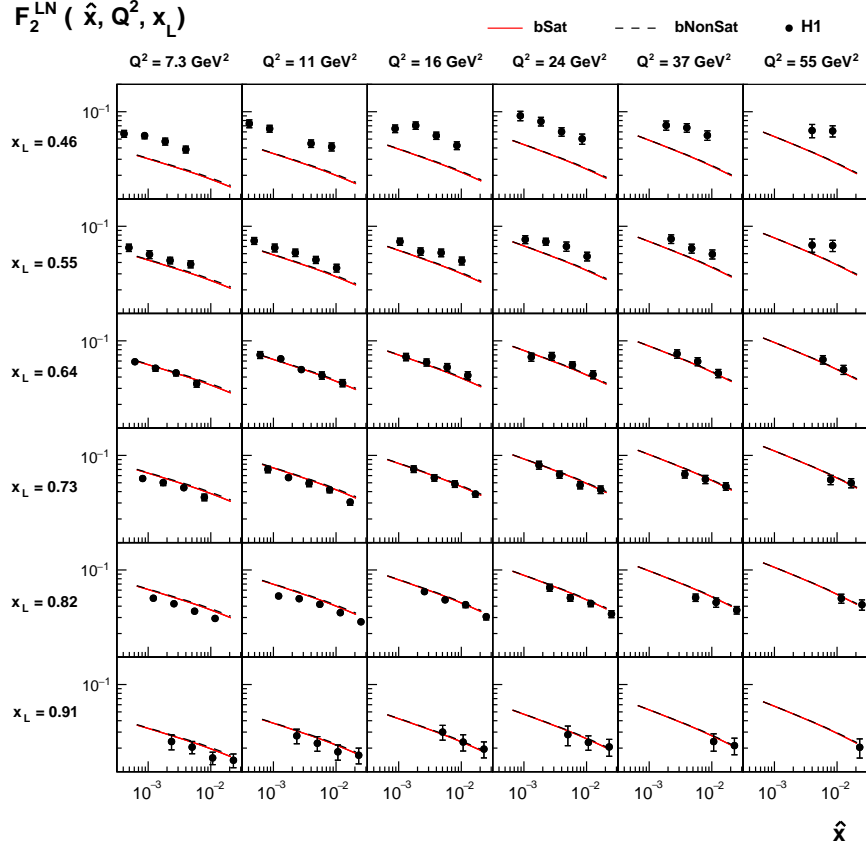 F₂^LN ( x̂, Q², x_L)
bSat bNonSat H1
Q² = 7.3 GeV² Q² = 11 GeV² Q² = 16 GeV² Q² = 24 GeV² Q² = 37 GeV² Q² = 55 GeV²
10⁻¹
x_L = 0.46
10⁻¹
x_L = 0.55
10⁻¹
x_L = 0.64
10⁻¹
x_L = 0.73
10⁻¹
x_L = 0.82
10⁻¹
x_L = 0.91
10⁻³ 10⁻² 10⁻³ 10⁻² 10⁻³ 10⁻² 10⁻³ 10⁻² 10⁻³ 10⁻² 10⁻³ 10⁻²
x̂